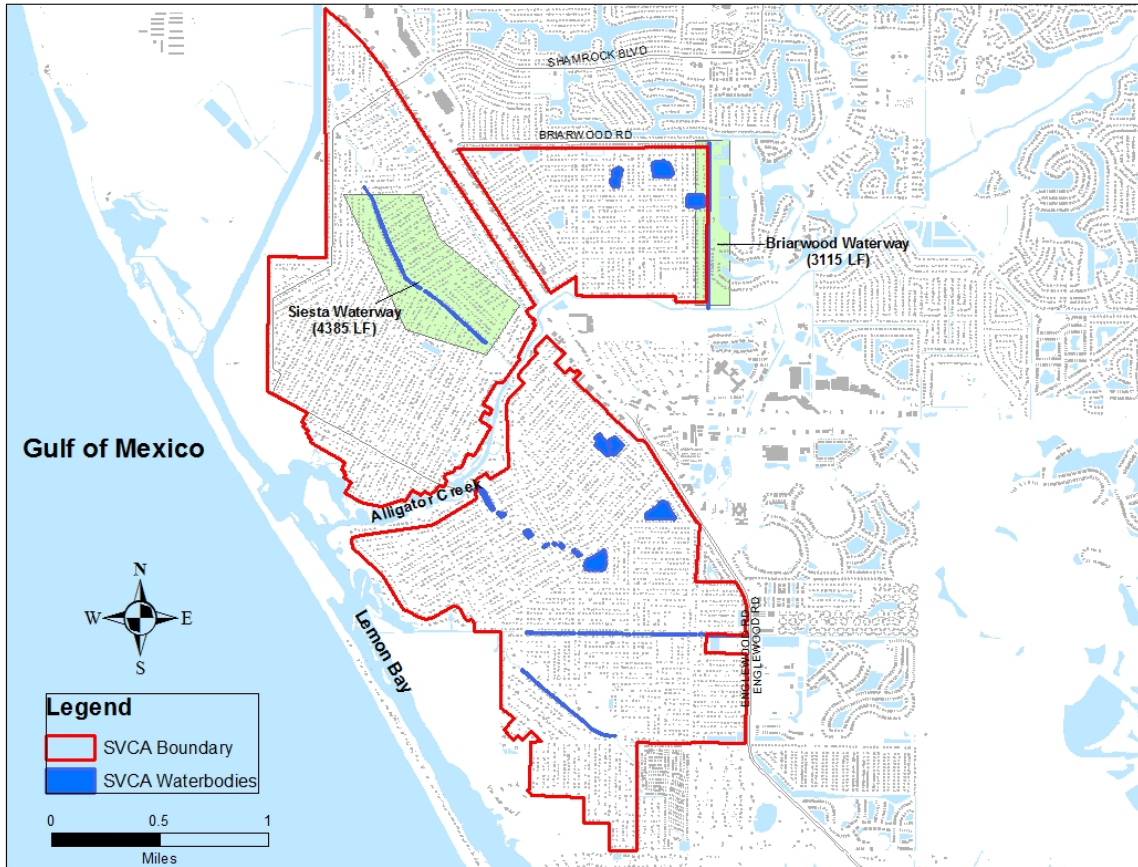 SHAMROCK BLVD
BRIARWOOD RD
Briarwood Waterway
(3115 LF)
Siesta Waterway
(4385 LF)
Gulf of Mexico
Alligator Creek
N
W
E
S
Lemon Bay
ENGLEWOOD RD
ENGLEWOOD RD
Legend
SVCA Boundary
SVCA Waterbodies
0 0.5 1
Miles